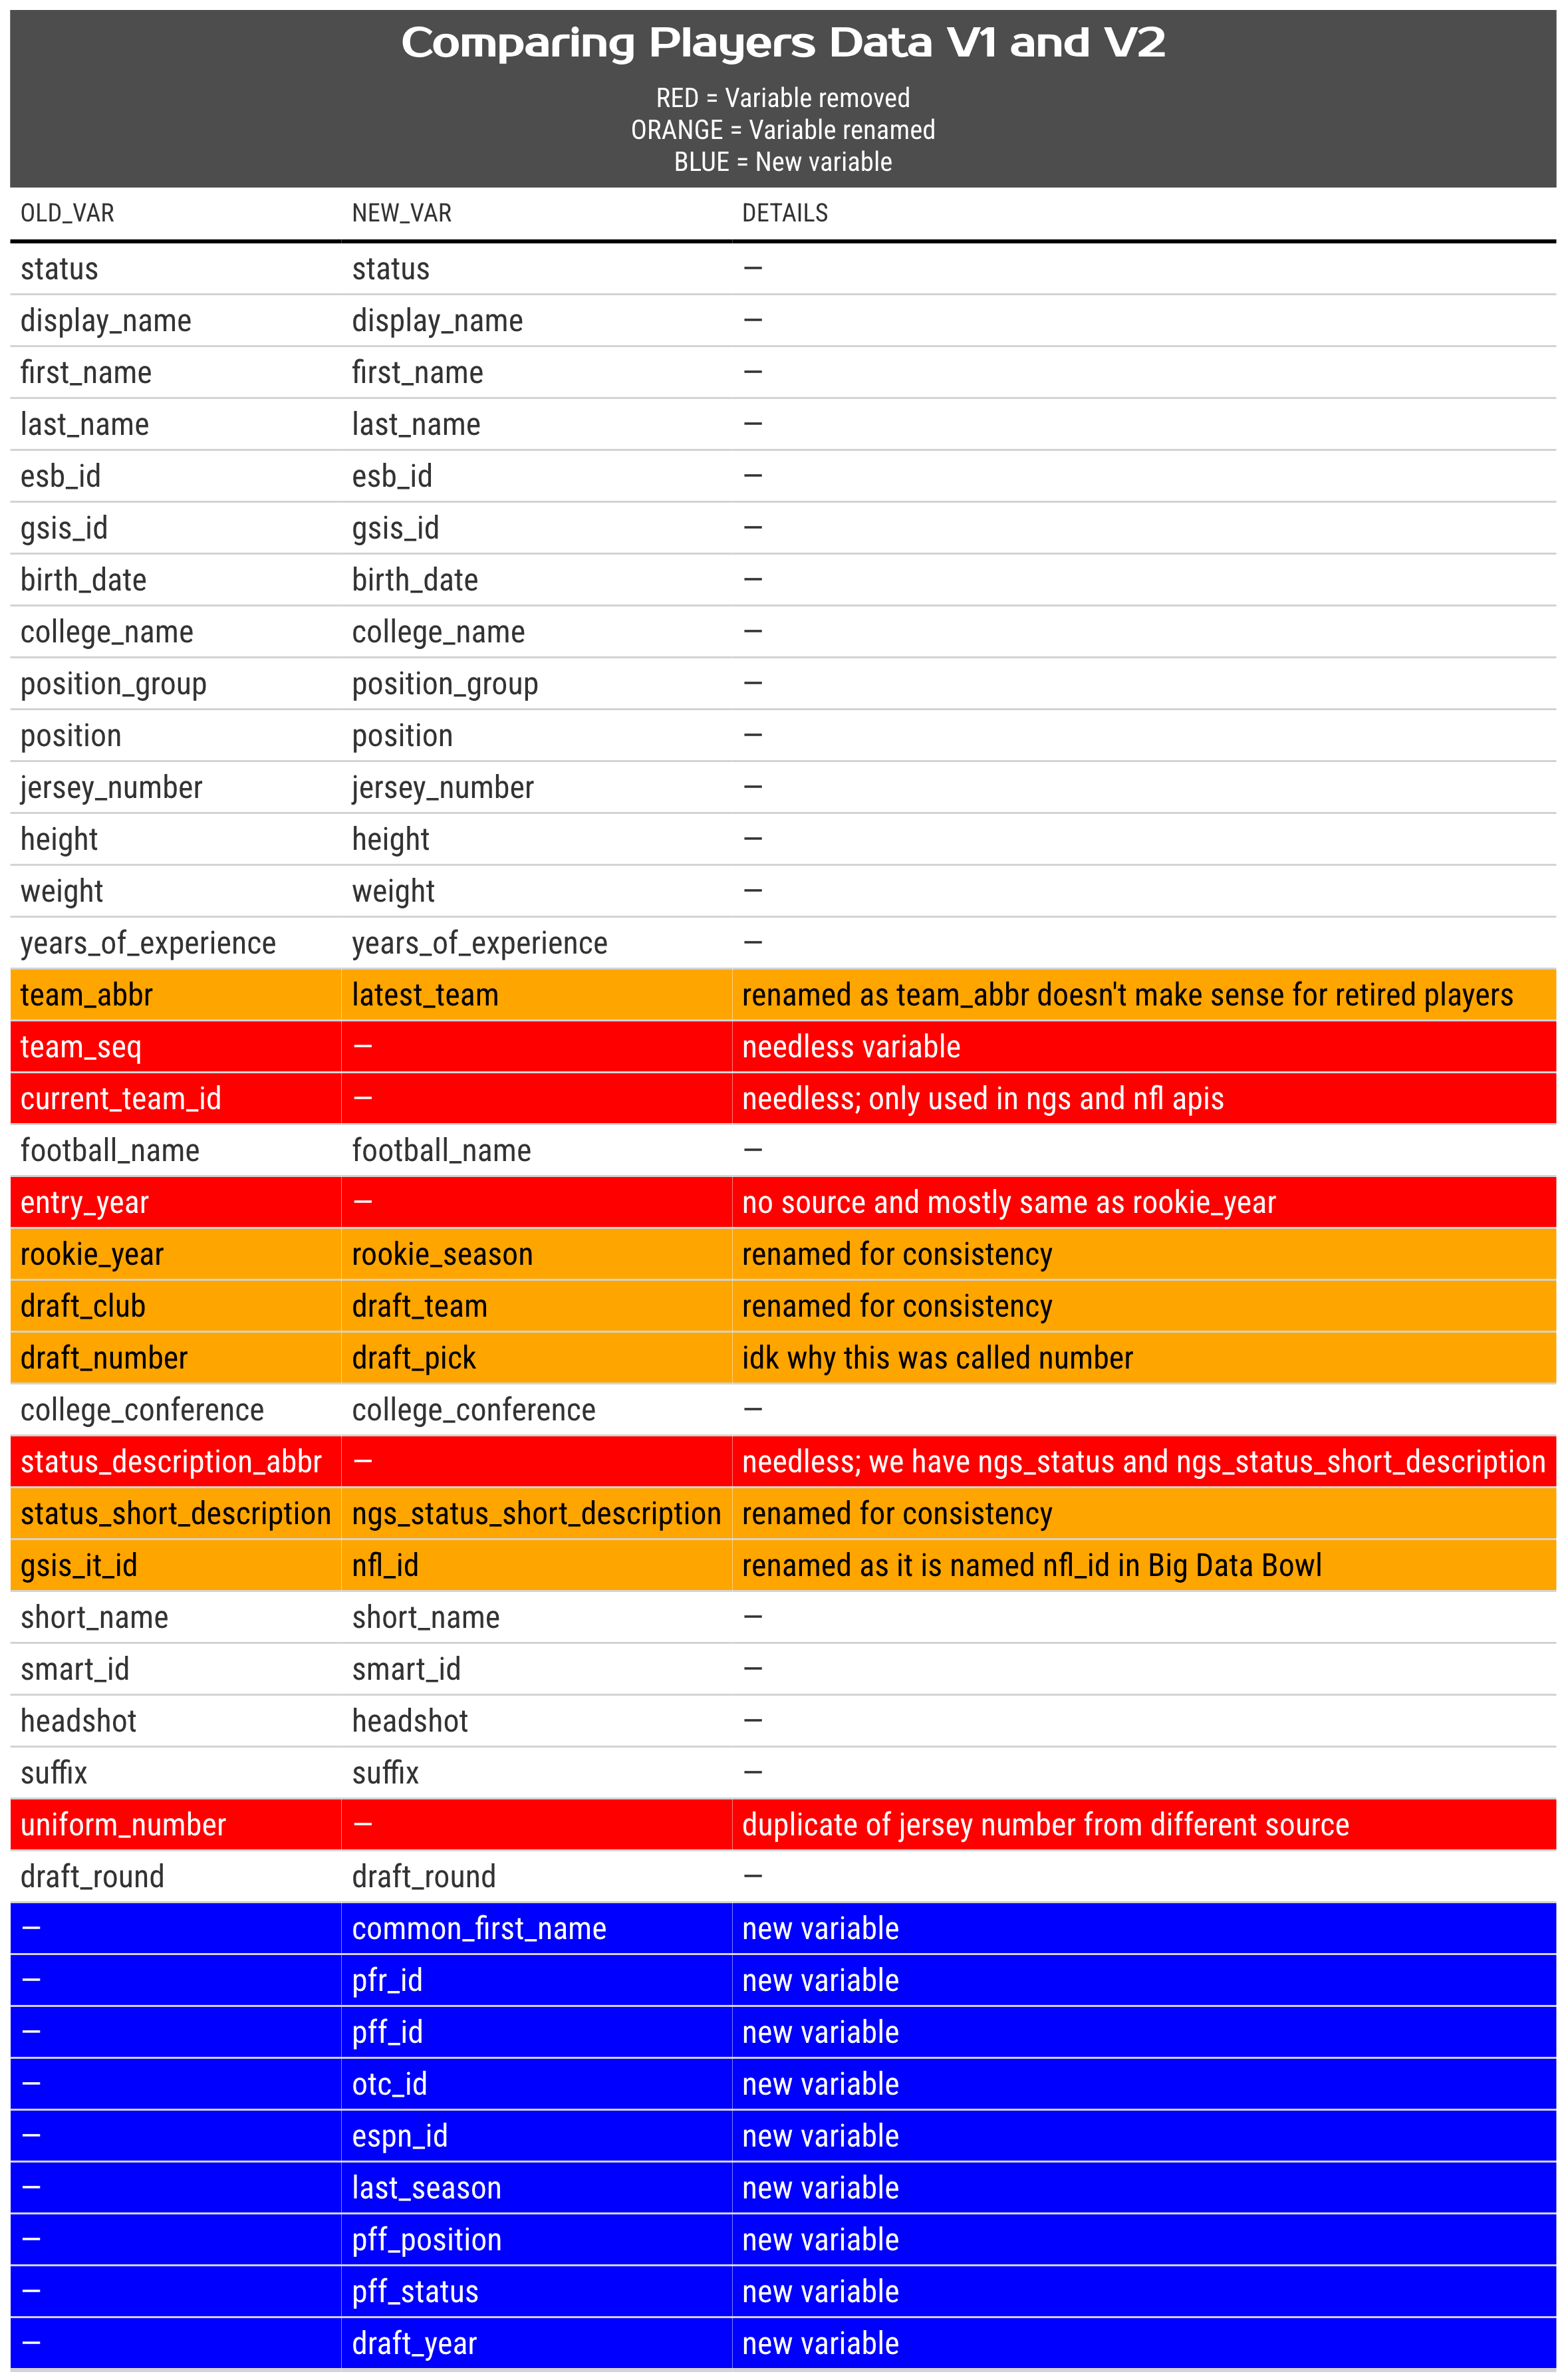 Comparing Players Data V1 and V2
RED = Variable removed
ORANGE = Variable renamed
BLUE = New variable
OLD_VAR NEW_VAR DETAILS
status status —
display_name display_name —
first_name first_name —
last_name last_name —
esb_id esb_id —
gsis_id gsis_id —
birth_date birth_date —
college_name college_name —
position_group position_group —
position position —
jersey_number jersey_number —
height height —
weight weight —
years_of_experience years_of_experience —
team_abbr latest_team renamed as team_abbr doesn't make sense for retired players
team_seq — needless variable
current_team_id — needless; only used in ngs and nfl apis
football_name football_name —
entry_year — no source and mostly same as rookie_year
rookie_year rookie_season renamed for consistency
draft_club draft_team renamed for consistency
draft_number draft_pick idk why this was called number
college_conference college_conference —
status_description_abbr — needless; we have ngs_status and ngs_status_short_description
status_short_description ngs_status_short_description renamed for consistency
gsis_it_id nfl_id renamed as it is named nfl_id in Big Data Bowl
short_name short_name —
smart_id smart_id —
headshot headshot —
suffix suffix —
uniform_number — duplicate of jersey number from different source
draft_round draft_round —
— common_first_name new variable
— pfr_id new variable
— pff_id new variable
— otc_id new variable
— espn_id new variable
— last_season new variable
— pff_position new variable
— pff_status new variable
— draft_year new variable